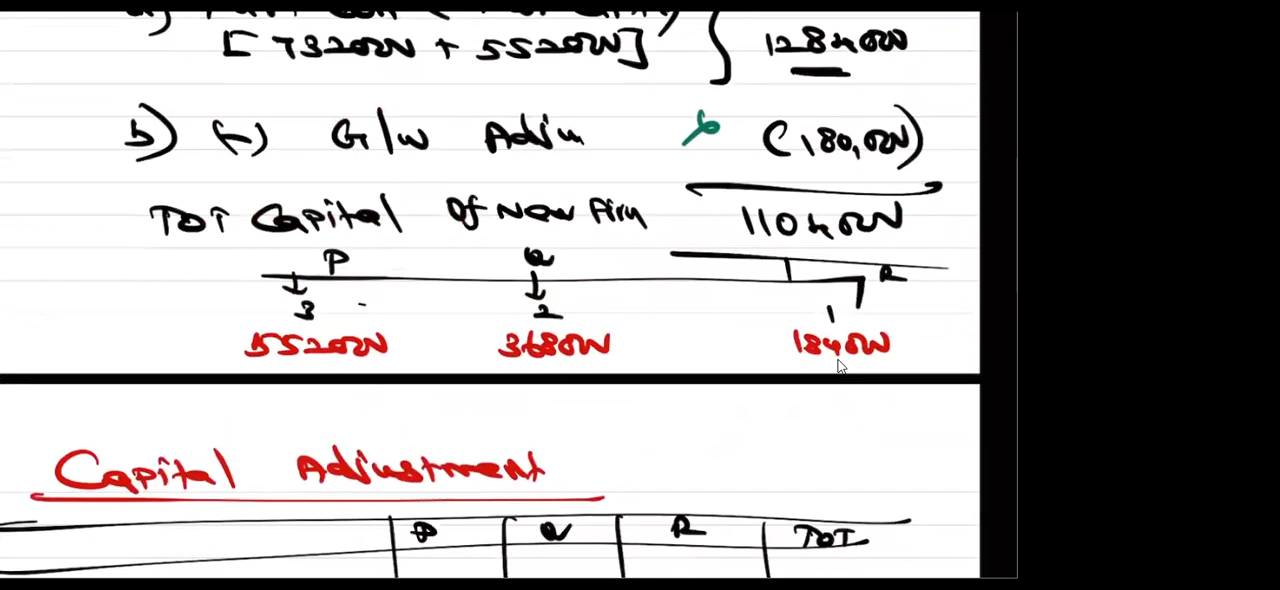 [ 732000 + 552000 ] } 1284000
b) (-) G/W Adjm (180,000)
TOT Capital Of New Firm 1104000
P Q R
3 2 1
552000 368000 184000
Capital Adjustment
P Q R TOT